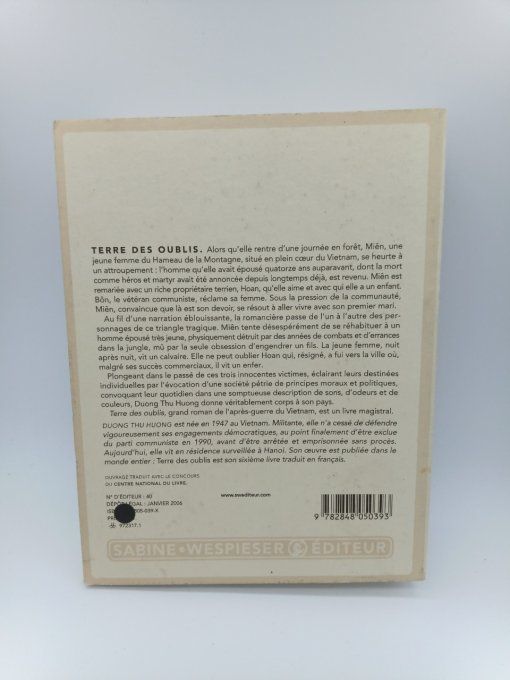 TERRE DES OUBLIS. Alors qu'elle rentre d'une journée en forêt, Miên, une
jeune femme du Hameau de la Montagne, situé en plein cœur du Vietnam, se heurte à
un attroupement : l'homme qu'elle avait épousé quatorze ans auparavant, dont la mort
comme héros et martyr avait été annoncée depuis longtemps déjà, est revenu. Miên est
remariée avec un riche propriétaire terrien, Hoan, qu'elle aime et avec qui elle a un enfant.
Bôn, le vétéran communiste, réclame sa femme. Sous la pression de la communauté,
Miên, convaincue que là est son devoir, se résout à aller vivre avec son premier mari.
Au fil d'une narration éblouissante, la romancière passe de l'un à l'autre des per-
sonnages de ce triangle tragique. Miên tente désespérément de se réhabituer à un
homme épousé très jeune, physiquement détruit par des années de combats et d'errances
dans la jungle, mû par la seule obsession d'engendrer un fils. La jeune femme, nuit
après nuit, vit un calvaire. Elle ne peut oublier Hoan qui, résigné, a fui vers la ville où,
malgré ses succès commerciaux, il vit un enfer.
Plongeant dans le passé de ces trois innocentes victimes, éclairant leurs destinées
individuelles par l'évocation d'une société pétrie de principes moraux et politiques,
convoquant leur quotidien dans une somptueuse description de sons, d'odeurs et de
couleurs, Duong Thu Huong donne véritablement corps à son pays.
Terre des oublis, grand roman de l'après-guerre du Vietnam, est un livre magistral.
DUONG THU HUONG est née en 1947 au Vietnam. Militante, elle n'a cessé de défendre
vigoureusement ses engagements démocratiques, au point finalement d'être exclue
du parti communiste en 1990, avant d'être arrêtée et emprisonnée sans procès.
Aujourd'hui, elle vit en résidence surveillée à Hanoi. Son œuvre est publiée dans le
monde entier : Terre des oublis est son sixième livre traduit en français.
OUVRAGE TRADUIT AVEC LE CONCOURS
DU CENTRE NATIONAL DU LIVRE.
N° D'ÉDITEUR : 40
DÉPÔT LÉGAL : JANVIER 2006
805-039-X
972317.1
www.swediteur.com
9 782848 050393
SABINE • WESPIESER ÉDITEUR